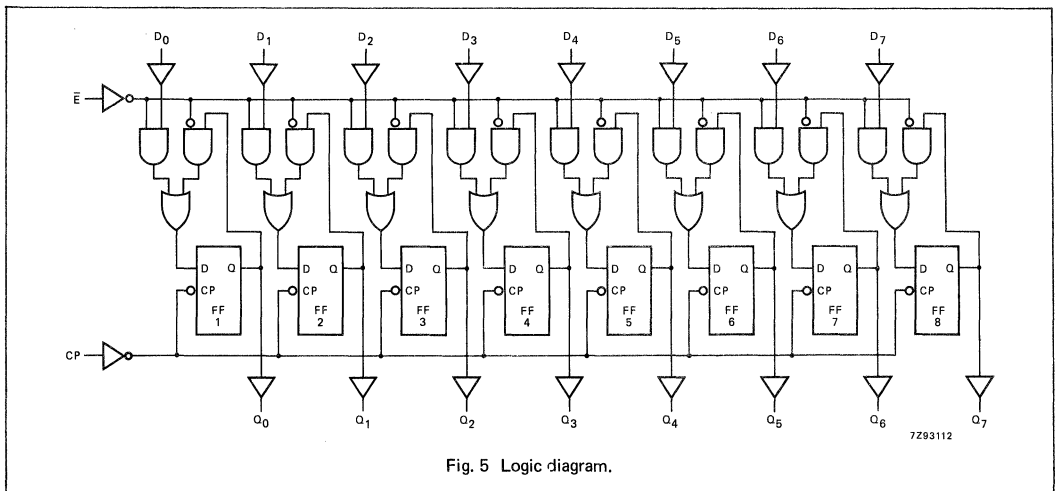 D0 D1 D2 D3 D4 D5 D6 D7
E̅
D Q D Q D Q D Q D Q D Q D Q D Q
CP CP CP CP CP CP CP CP
FF FF FF FF FF FF FF FF
1 2 3 4 5 6 7 8
CP
Q0 Q1 Q2 Q3 Q4 Q5 Q6 Q7
7Z93112
Fig. 5 Logic diagram.